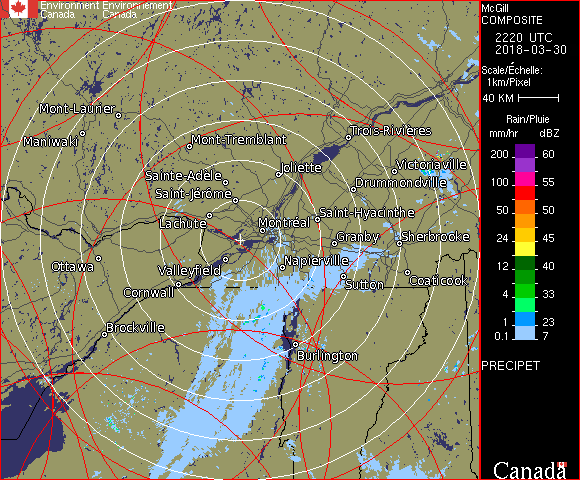 Environment Environnement
Canada Canada
McGill
COMPOSITE
2220 UTC
2018-03-30
Scale/Échelle:
1km/Pixel
40 KM
Rain/Pluie
mm/hr dBZ
200 60
100 55
50 50
24 45
12 40
4 33
1 23
0.1 7
PRECIPET
Canada
Mont-Laurier
Maniwaki
Mont-Tremblant
Trois-Rivières
Joliette
Victoriaville
Sainte-Adèle
Drummondville
Saint-Jérôme
Saint-Hyacinthe
Lachute
Montréal
Granby
Sherbrooke
Ottawa
Valleyfield
Napierville
Coaticook
Cornwall
Sutton
Brockville
Burlington